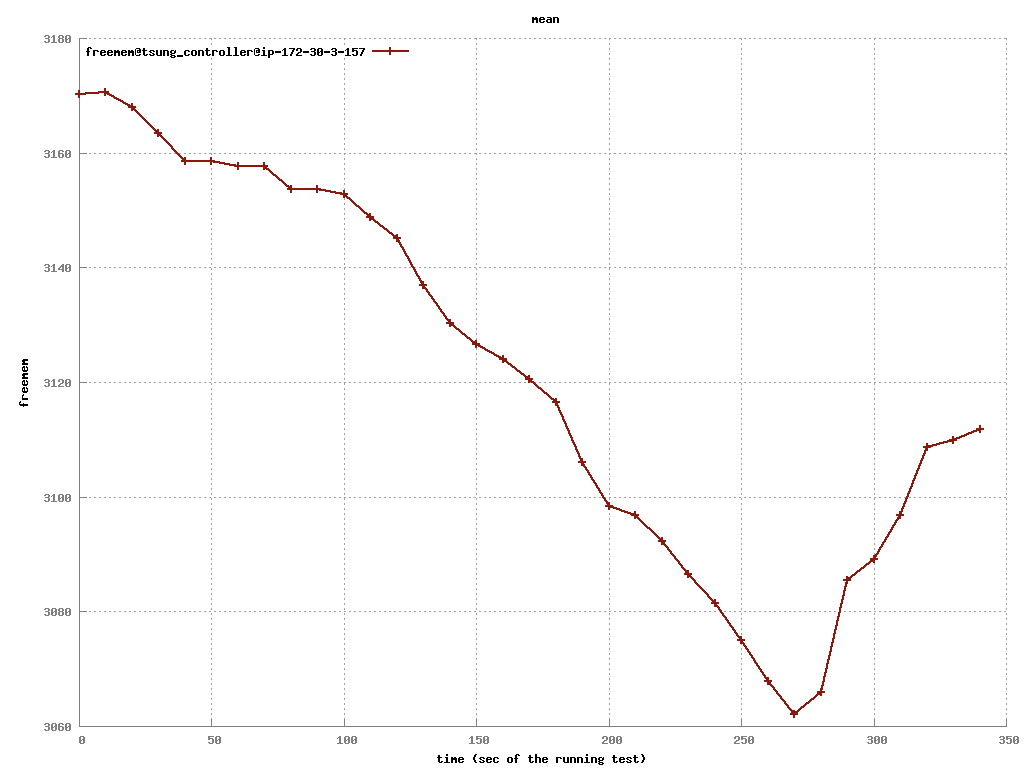 mean
3180
freemem@tsung_controller@ip-172-30-3-157
3160
3140
3120
freemem
3100
3080
3060
0 50 100 150 200 250 300 350
time (sec of the running test)